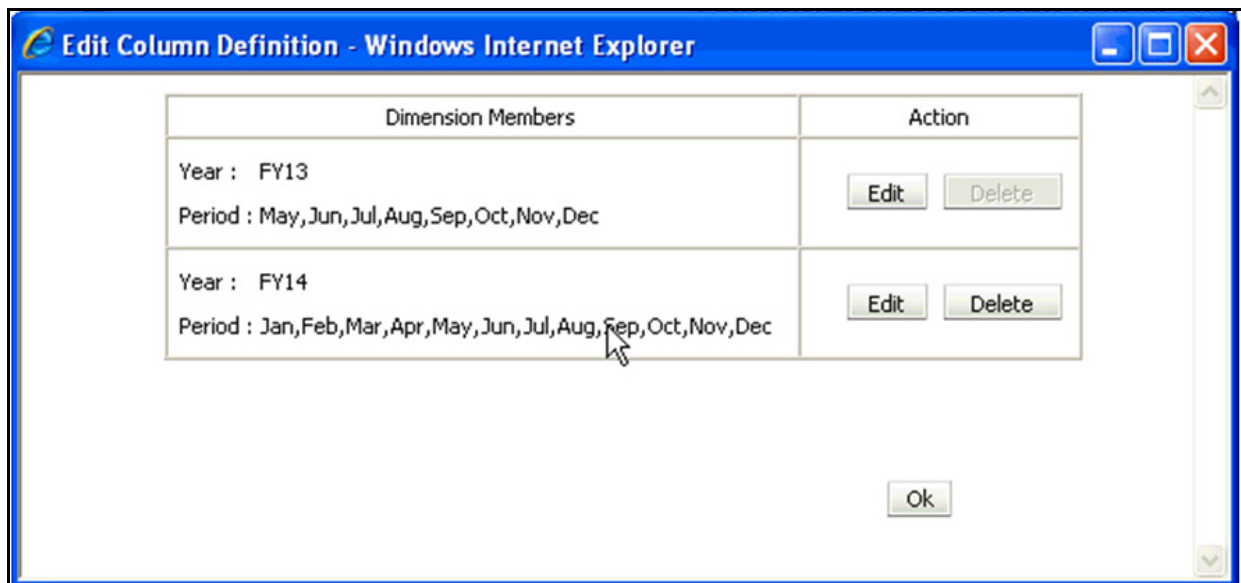 Edit Column Definition - Windows Internet Explorer
Dimension Members Action
Year : FY13
Period : May,Jun,Jul,Aug,Sep,Oct,Nov,Dec
Edit Delete
Year : FY14
Period : Jan,Feb,Mar,Apr,May,Jun,Jul,Aug,Sep,Oct,Nov,Dec
Edit Delete
Ok